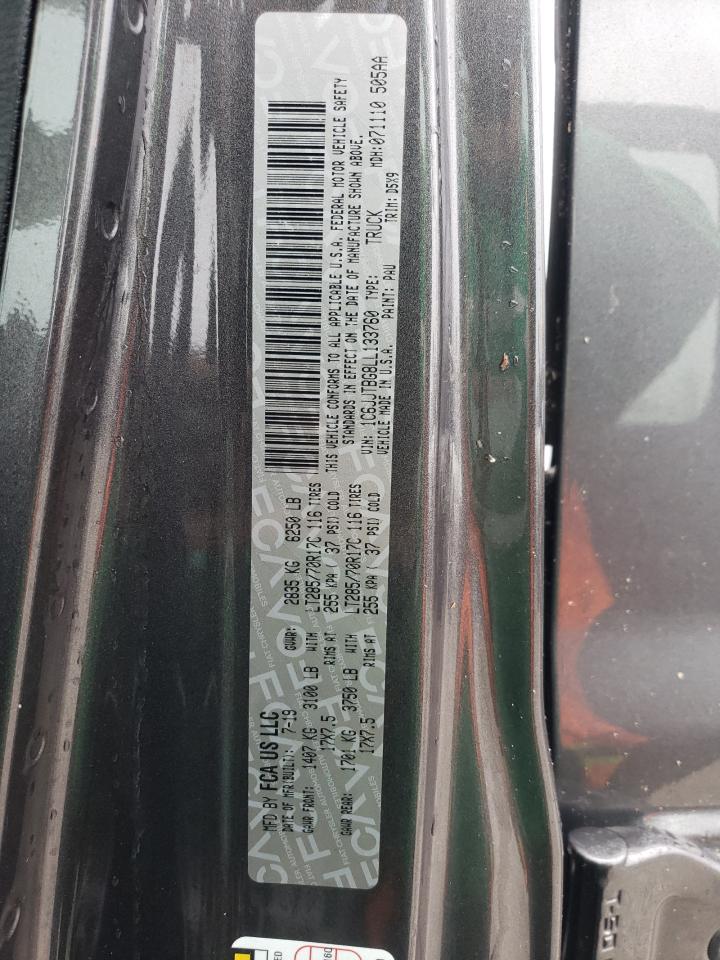 MFD BY FCA US LLC
DATE OF MFR(BUILT): 7-19 GVWR: 2835 KG 6250 LB
GAWR FRONT: 1407 KG 3100 LB WITH LT285/70R17C 116 TIRES
17X7.5 RIMS AT 255 KPA ( 37 PSI) COLD
GAWR REAR: 1701 KG 3750 LB WITH LT285/70R17C 116 TIRES
17X7.5 RIMS AT 255 KPA ( 37 PSI) COLD
THIS VEHICLE CONFORMS TO ALL APPLICABLE U.S.A. FEDERAL MOTOR VEHICLE SAFETY
STANDARDS IN EFFECT ON THE DATE OF MANUFACTURE SHOWN ABOVE.
VIN: 1C6JJTBG8LL133760 TYPE: TRUCK MDH:071110 505AA
VEHICLE MADE IN U.S.A. PAINT: PAU TRIM: D5X9
T-50